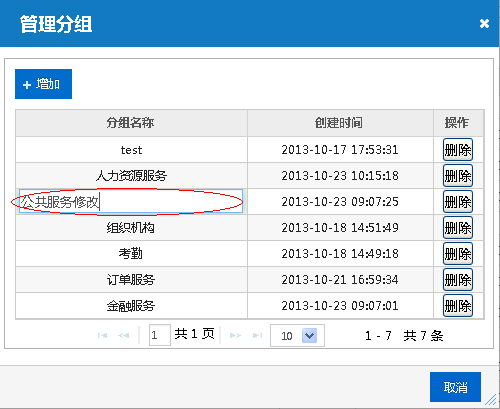 管理分组
+ 增加
分组名称 创建时间 操作
test 2013-10-17 17:53:31 删除
人力资源服务 2013-10-23 10:15:18 删除
公共服务修改 2013-10-23 09:07:25 删除
组织机构 2013-10-18 14:51:49 删除
考勤 2013-10-18 14:49:18 删除
订单服务 2013-10-21 16:59:34 删除
金融服务 2013-10-23 09:07:01 删除
1 共 1 页 10 1 - 7 共 7 条
取消